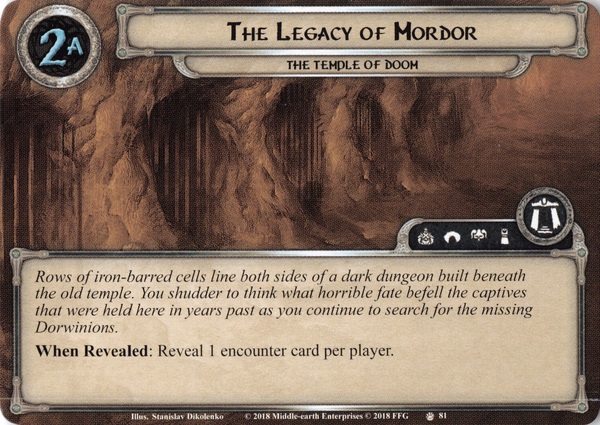 2A
The Legacy of Mordor
The Temple of Doom
Rows of iron-barred cells line both sides of a dark dungeon built beneath
the old temple. You shudder to think what horrible fate befell the captives
that were held here in years past as you continue to search for the missing
Dorwinions.
When Revealed: Reveal 1 encounter card per player.
Illus. Stanislav Dikolenko © 2018 Middle-earth Enterprises © 2018 FFG 81